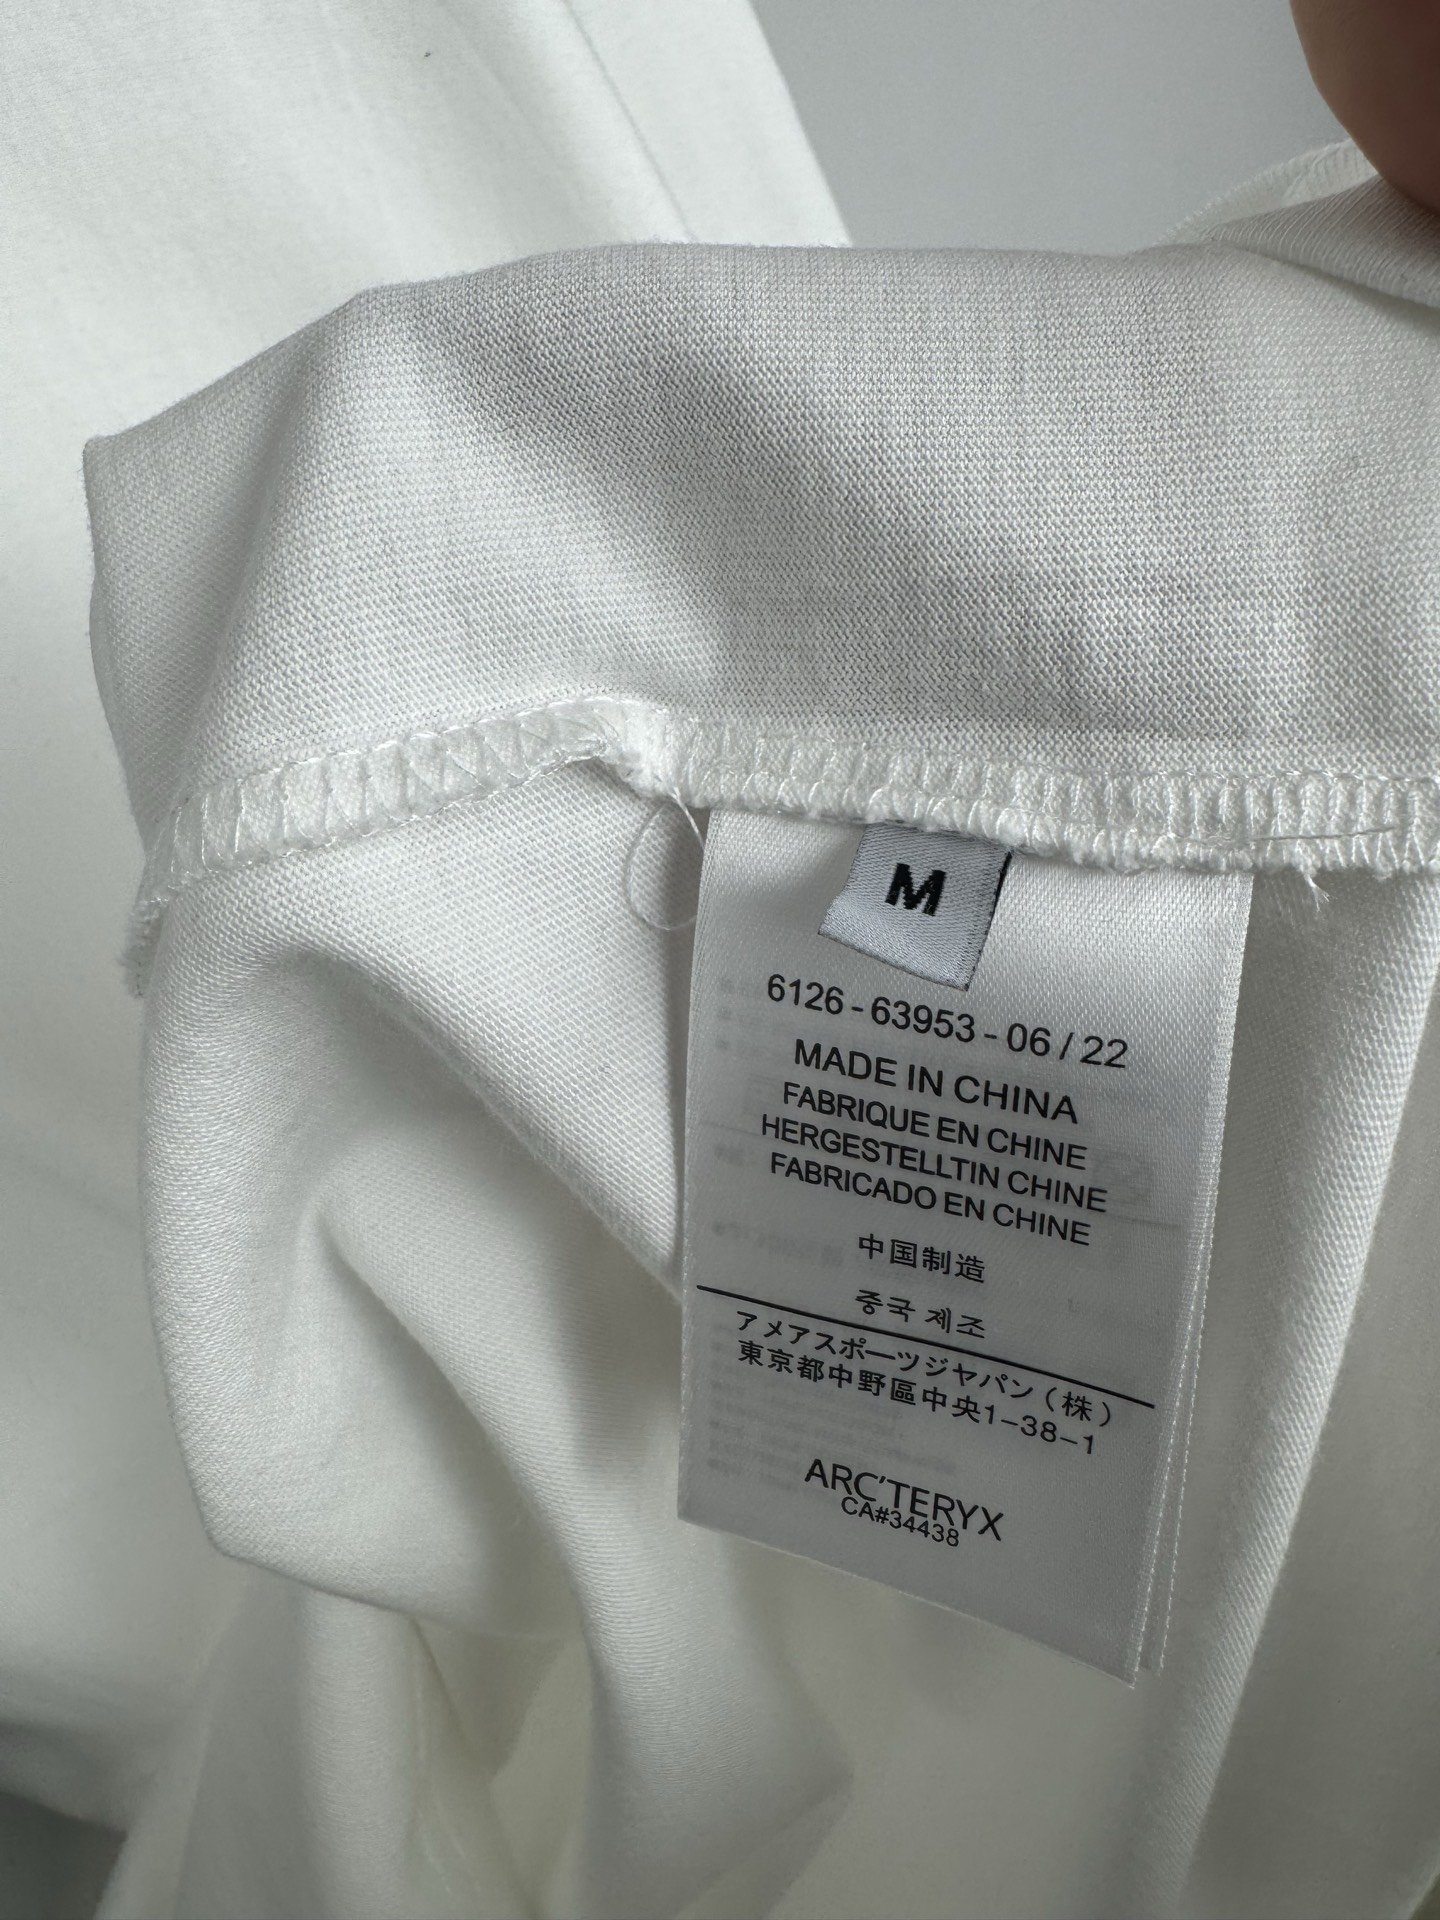 M
6126-63953-06/22
MADE IN CHINA
FABRIQUE EN CHINE
HERGESTELLTIN CHINE
FABRICADO EN CHINE
中国制造
중국 제조
アメアスポーツジヤパン（株）
東京都中野區中央1-38-1
ARC'TERYX
CA#34438